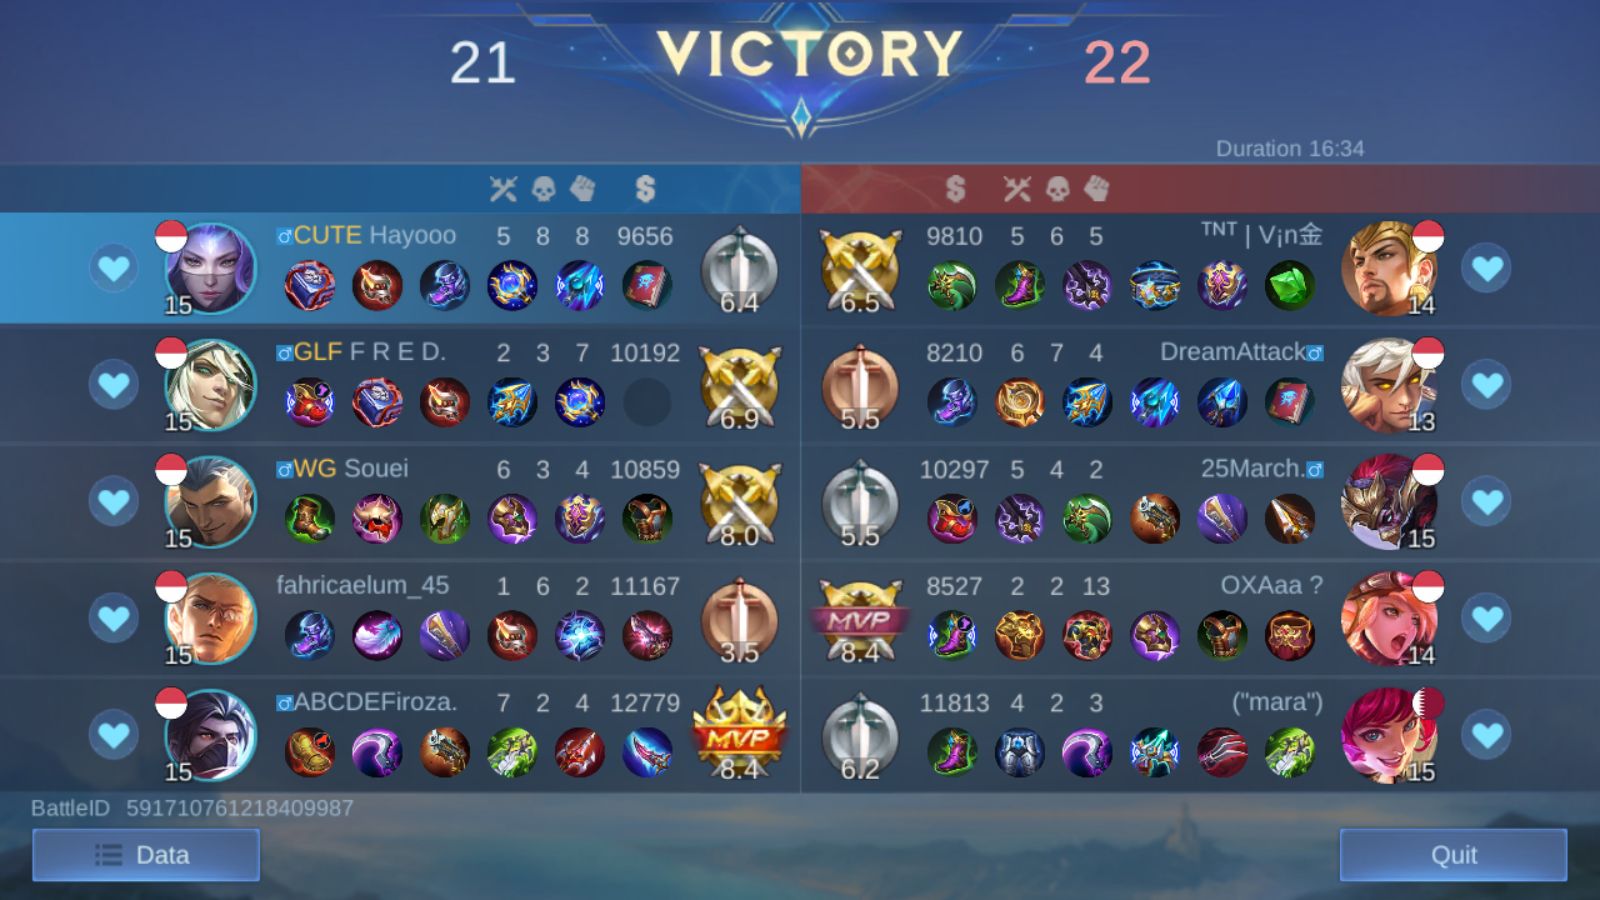 21 VICTORY 22
Duration 16:34
CUTE Hayooo 5 8 8 9656
15 6.4
9810 5 6 5 TNT | V¡n金
6.5 14
GLF F R E D. 2 3 7 10192
15 6.9
8210 6 7 4 DreamAttack
5.5 13
WG Souei 6 3 4 10859
15 8.0
10297 5 4 2 25March.
5.5 15
fahricaelum_45 1 6 2 11167
15 3.5
8527 2 2 13 OXAaa ?
MVP
8.4 14
ABCDEFiroza. 7 2 4 12779
MVP
15 8.4
11813 4 2 3 ("mara")
6.2 15
BattleID 591710761218409987
Data
Quit